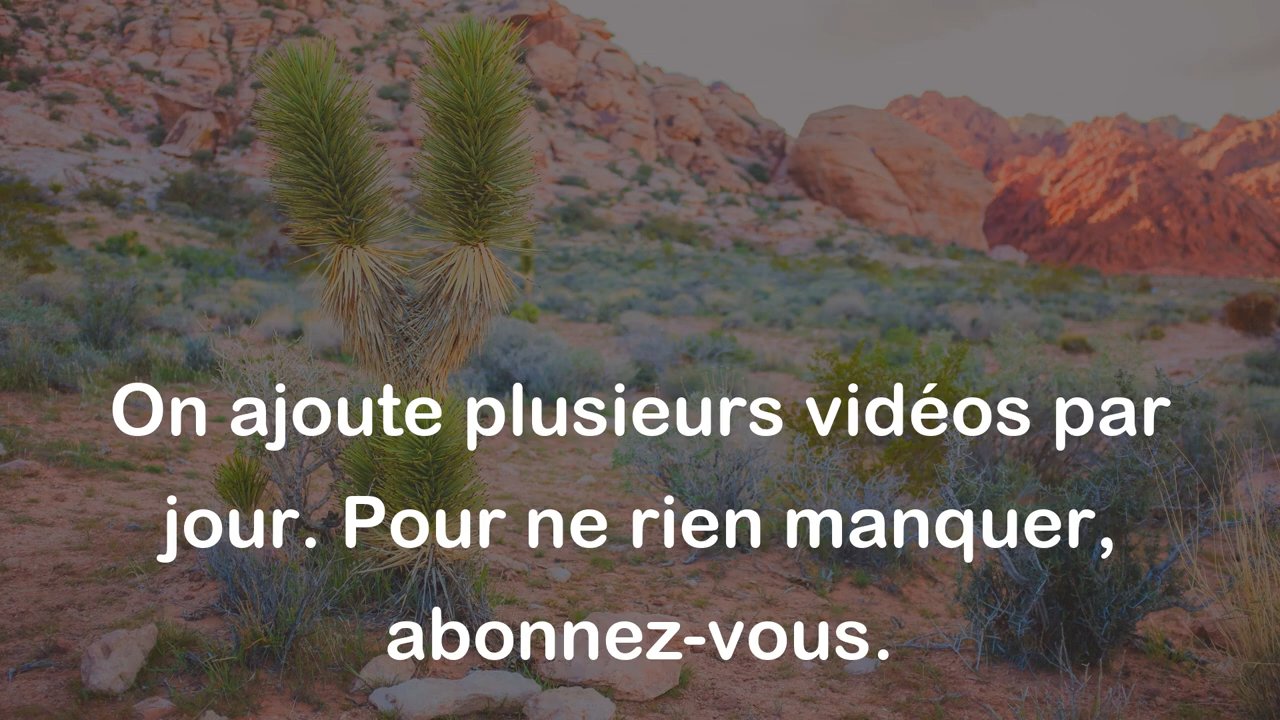 On ajoute plusieurs vidéos par
jour. Pour ne rien manquer,
abonnez-vous.